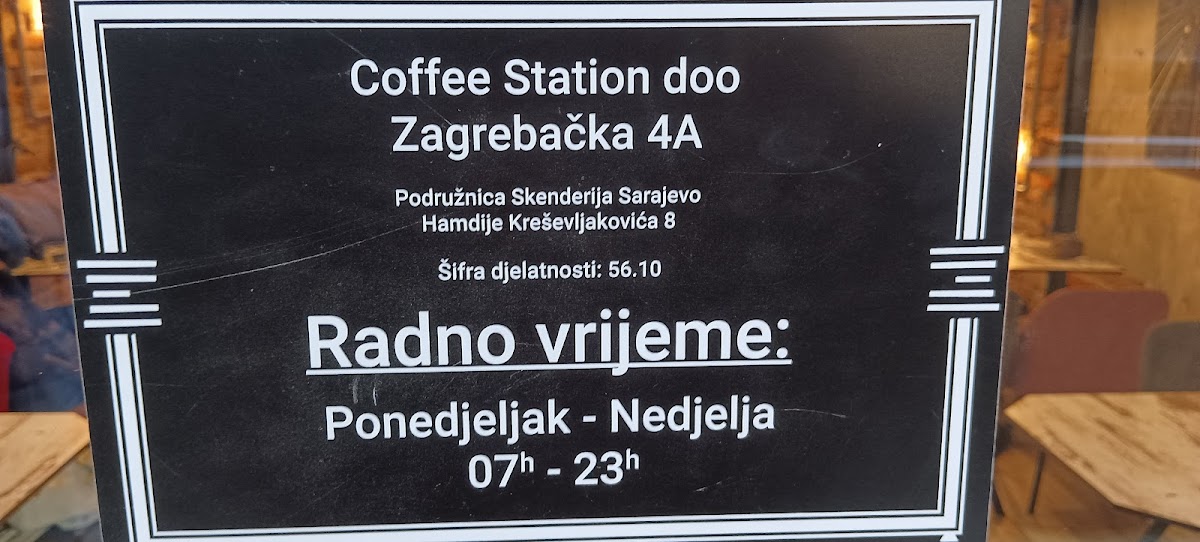 Coffee Station doo
Zagrebačka 4A
Podružnica Skenderija Sarajevo
Hamdije Kreševljakovića 8
Šifra djelatnosti: 56.10
Radno vrijeme:
Ponedjeljak - Nedjelja
07h - 23h